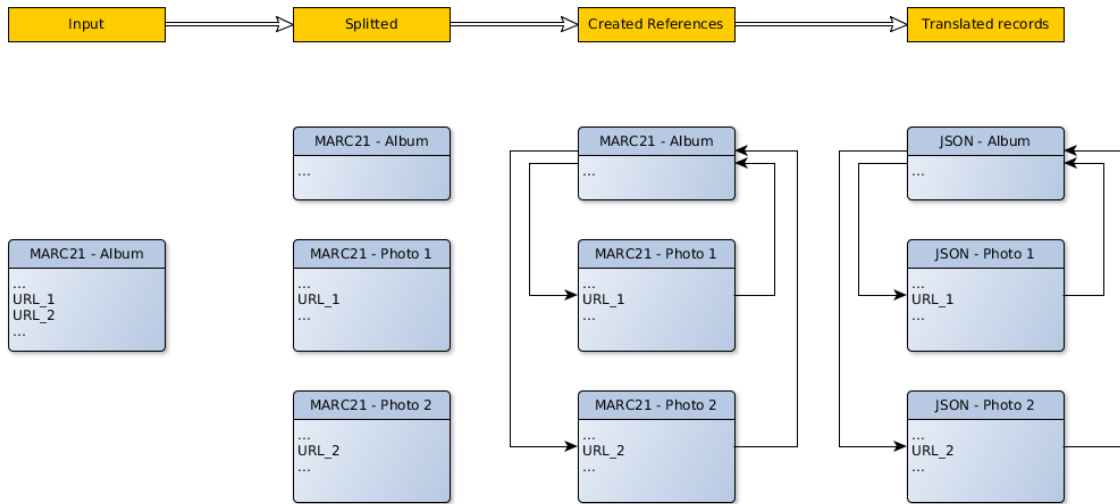 Input
Splitted
Created References
Translated records
MARC21 - Album
...
URL_1
URL_2
...
MARC21 - Album
...
MARC21 - Photo 1
...
URL_1
...
MARC21 - Photo 2
...
URL_2
...
MARC21 - Album
...
MARC21 - Photo 1
...
URL_1
...
MARC21 - Photo 2
...
URL_2
...
JSON - Album
...
JSON - Photo 1
...
URL_1
...
JSON - Photo 2
...
URL_2
...